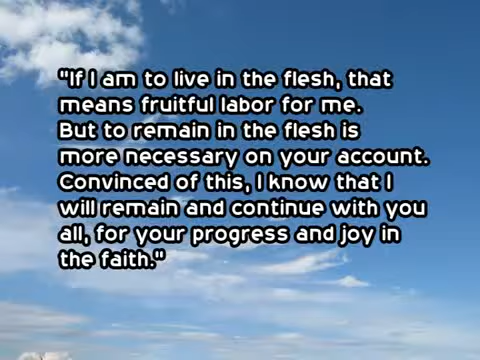 "If I am to live in the flesh, that
means fruitful labor for me.
But to remain in the flesh is
more necessary on your account.
Convinced of this, I know that I
will remain and continue with you
all, for your progress and joy in
the faith."